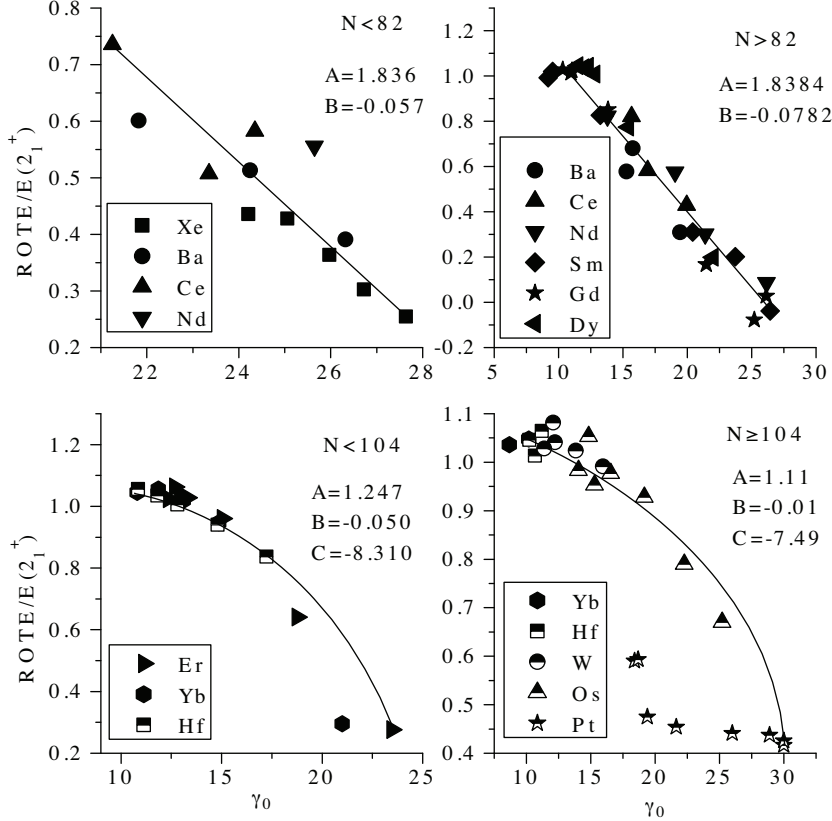 0.8
0.7
0.6
0.5
0.4
0.3
0.2
22 24 26 28
ROTE/E(2₁⁺)
N<82
A=1.836
B=-0.057
Xe
Ba
Ce
Nd
1.2
1.0
0.8
0.6
0.4
0.2
0.0
-0.2
5 10 15 20 25 30
N>82
A=1.8384
B=-0.0782
Ba
Ce
Nd
Sm
Gd
Dy
1.2
1.0
0.8
0.6
0.4
0.2
10 15 20 25
ROTE/E(2₁⁺)
γ₀
N<104
A=1.247
B=-0.050
C=-8.310
Er
Yb
Hf
1.1
1.0
0.9
0.8
0.7
0.6
0.5
0.4
10 15 20 25 30
γ₀
N≥104
A=1.11
B=-0.01
C=-7.49
Yb
Hf
W
Os
Pt